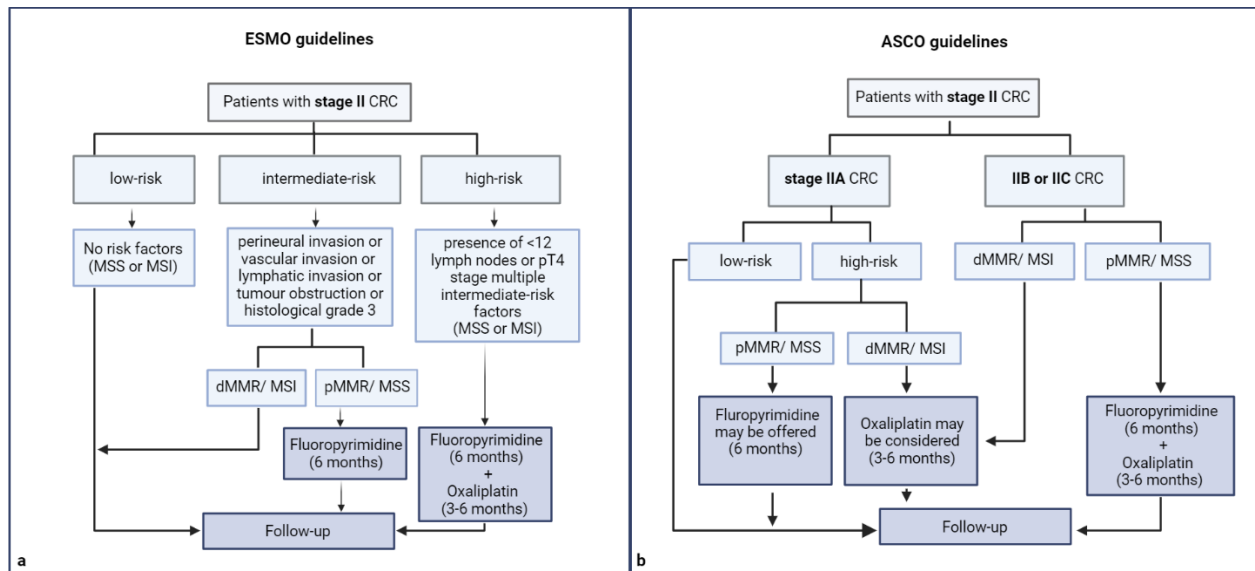 ESMO guidelines
Patients with stage II CRC
low-risk
intermediate-risk
high-risk
No risk factors
(MSS or MSI)
perineural invasion or
vascular invasion or
lymphatic invasion or
tumour obstruction or
histological grade 3
presence of <12
lymph nodes or pT4
stage multiple
intermediate-risk
factors
(MSS or MSI)
dMMR/ MSI
pMMR/ MSS
Fluoropyrimidine
(6 months)
Fluoropyrimidine
(6 months)
+
Oxaliplatin
(3-6 months)
Follow-up
a
ASCO guidelines
Patients with stage II CRC
stage IIA CRC
IIB or IIC CRC
low-risk
high-risk
dMMR/ MSI
pMMR/ MSS
pMMR/ MSS
dMMR/ MSI
Fluropyrimidine
may be offered
(6 months)
Oxaliplatin may
be considered
(3-6 months)
Fluoropyrimidine
(6 months)
+
Oxaliplatin
(3-6 months)
Follow-up
b